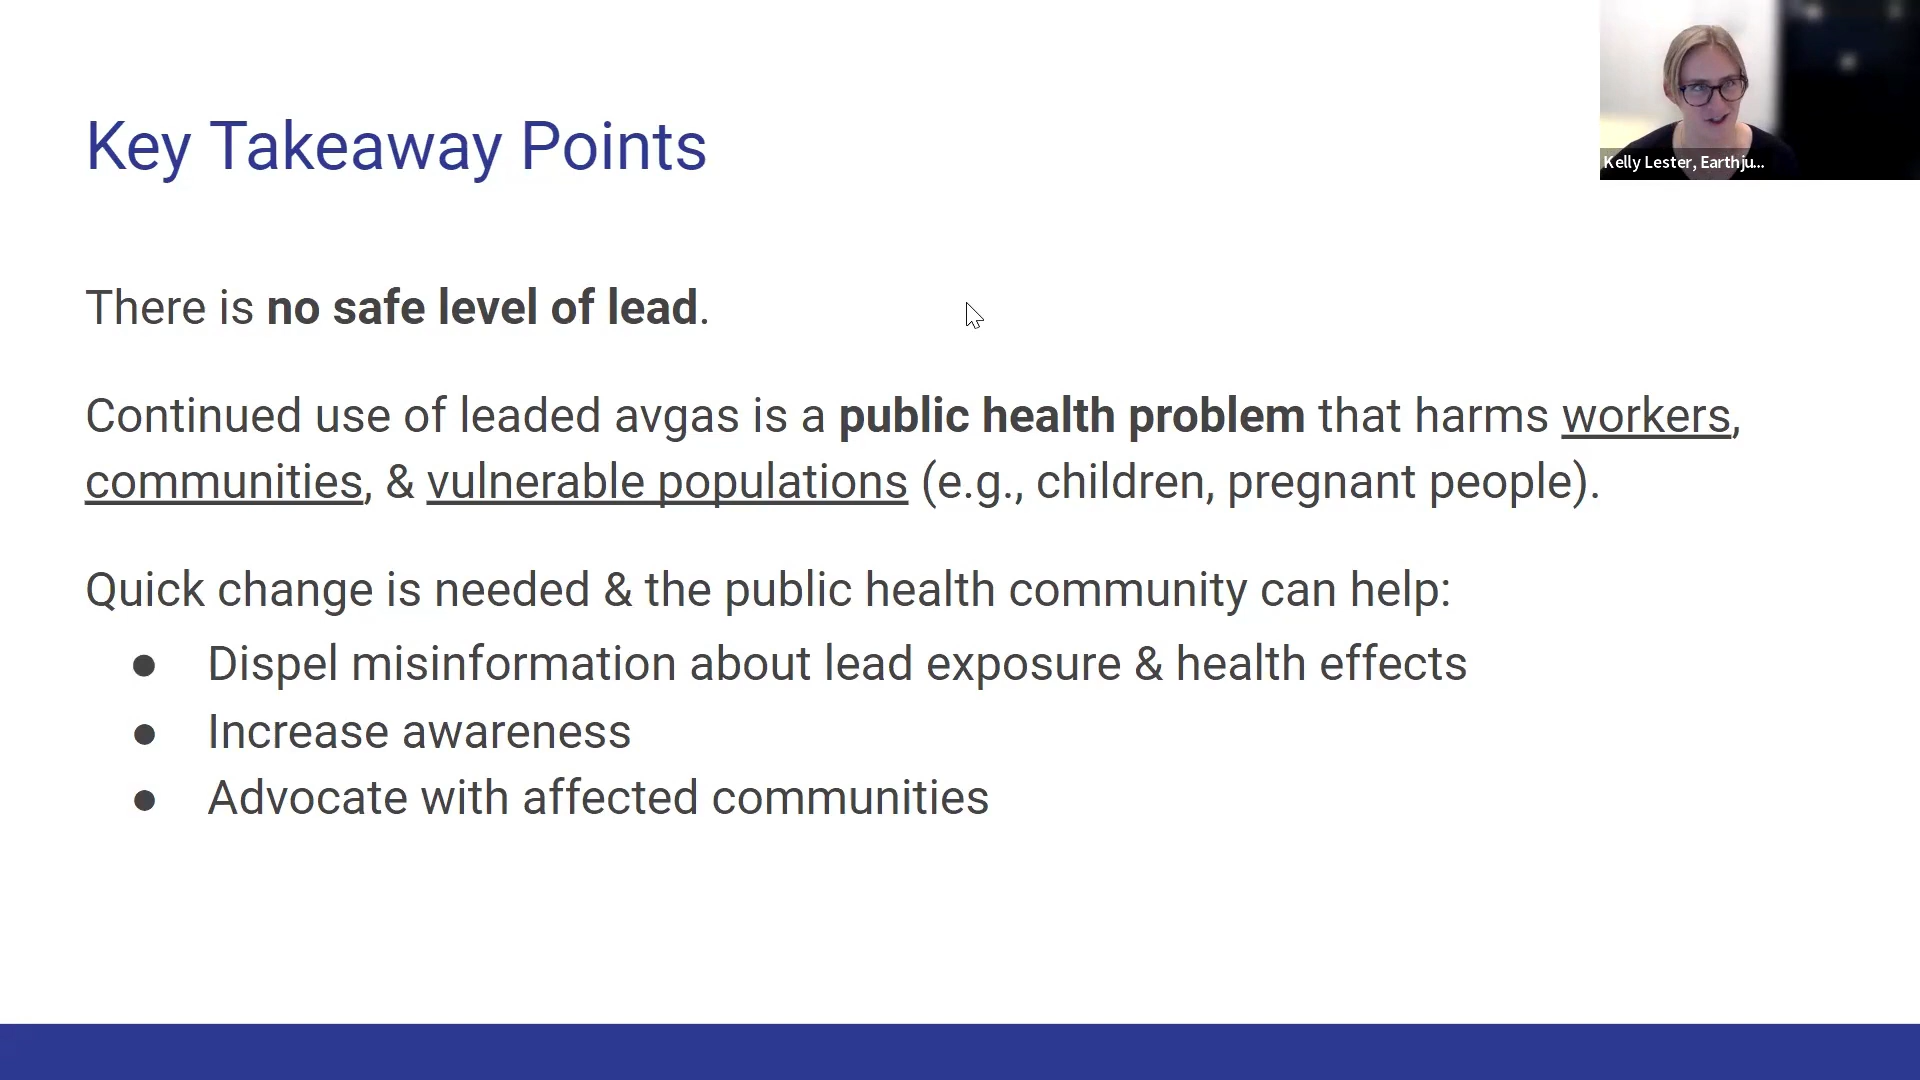 Key Takeaway Points
Kelly Lester, Earthju...
There is no safe level of lead.
Continued use of leaded avgas is a public health problem that harms workers,
communities, & vulnerable populations (e.g., children, pregnant people).
Quick change is needed & the public health community can help:
● Dispel misinformation about lead exposure & health effects
● Increase awareness
● Advocate with affected communities